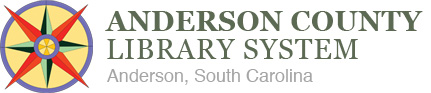 ANDERSON COUNTY
LIBRARY SYSTEM
Anderson, South Carolina